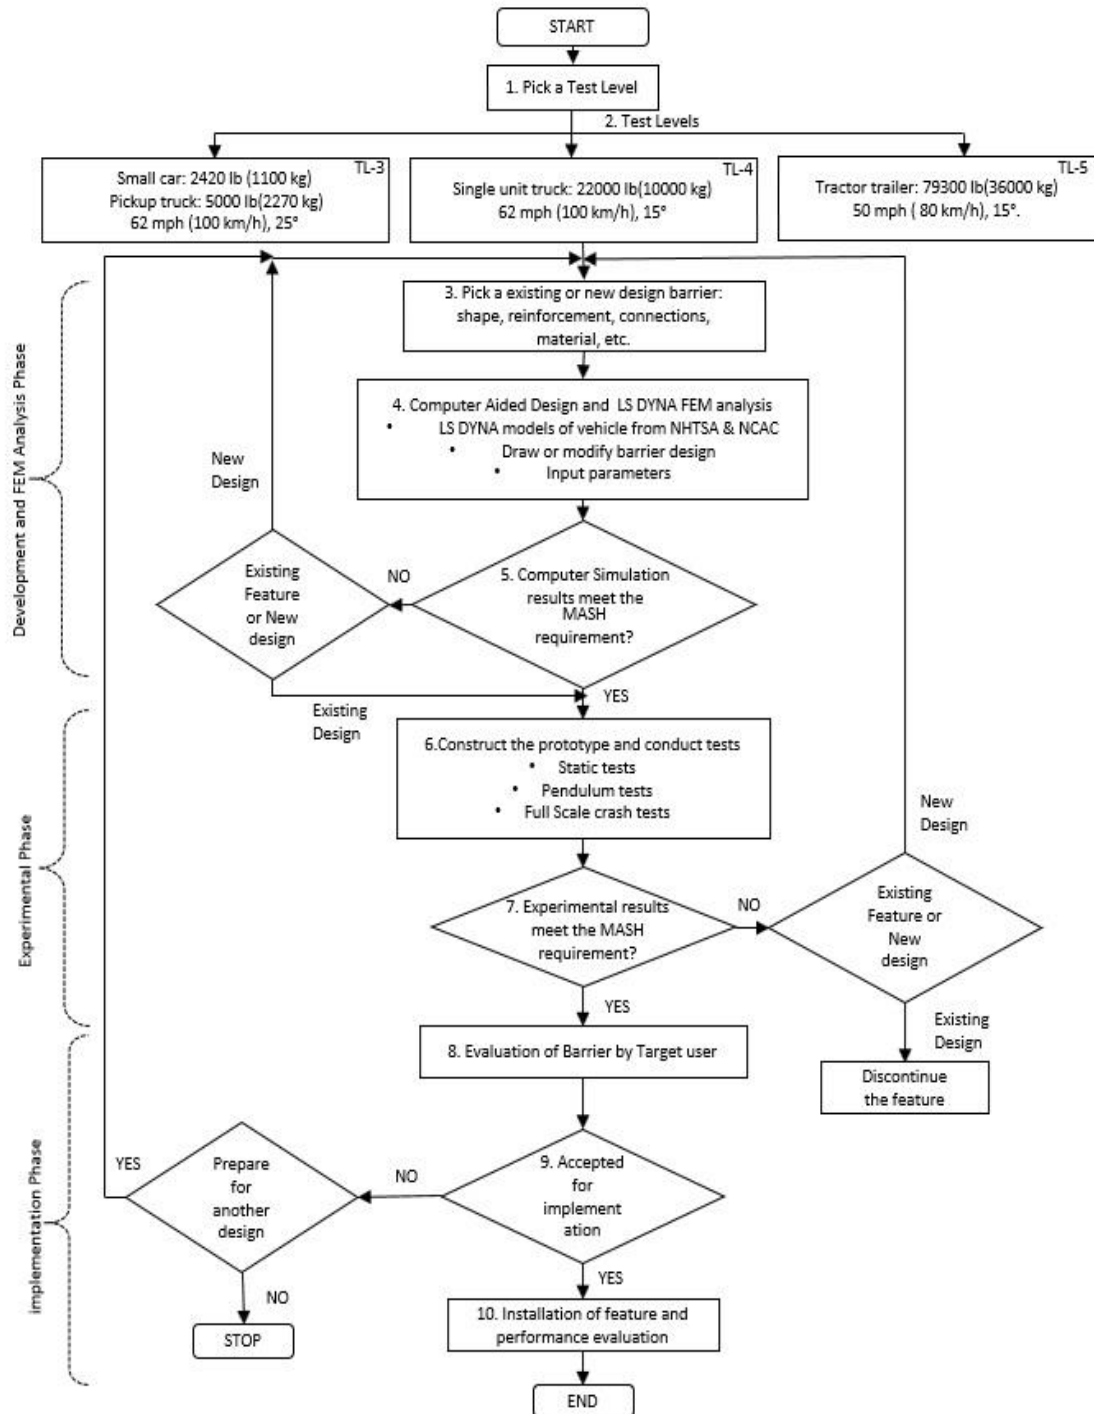 START
1. Pick a Test Level
2. Test Levels
TL-3
Small car: 2420 lb (1100 kg)
Pickup truck: 5000 lb(2270 kg)
62 mph (100 km/h), 25°
TL-4
Single unit truck: 22000 lb(10000 kg)
62 mph (100 km/h), 15°
TL-5
Tractor trailer: 79300 lb(36000 kg)
50 mph ( 80 km/h), 15°.
Development and FEM Analysis Phase
3. Pick a existing or new design barrier:
shape, reinforcement, connections,
material, etc.
4. Computer Aided Design and LS DYNA FEM analysis
• LS DYNA models of vehicle from NHTSA & NCAC
• Draw or modify barrier design
• Input parameters
New
Design
Existing
Feature
or New
design
NO
5. Computer Simulation
results meet the
MASH
requirement?
YES
Existing
Design
Experimental Phase
6.Construct the prototype and conduct tests
• Static tests
• Pendulum tests
• Full Scale crash tests
New
Design
7. Experimental results
meet the MASH
requirement?
NO
Existing
Feature or
New
design
YES
Existing
Design
Discontinue
the feature
implementation Phase
8. Evaluation of Barrier by Target user
YES
Prepare
for
another
design
NO
9. Accepted
for
implement
ation
NO
STOP
YES
10. Installation of feature and
performance evaluation
END